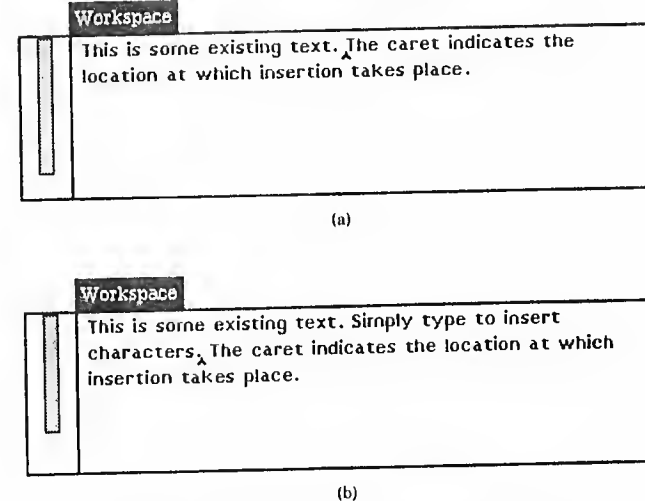 Workspace
This is some existing text. The caret indicates the
location at which insertion takes place.
(a)
Workspace
This is some existing text. Simply type to insert
characters. The caret indicates the location at which
insertion takes place.
(b)